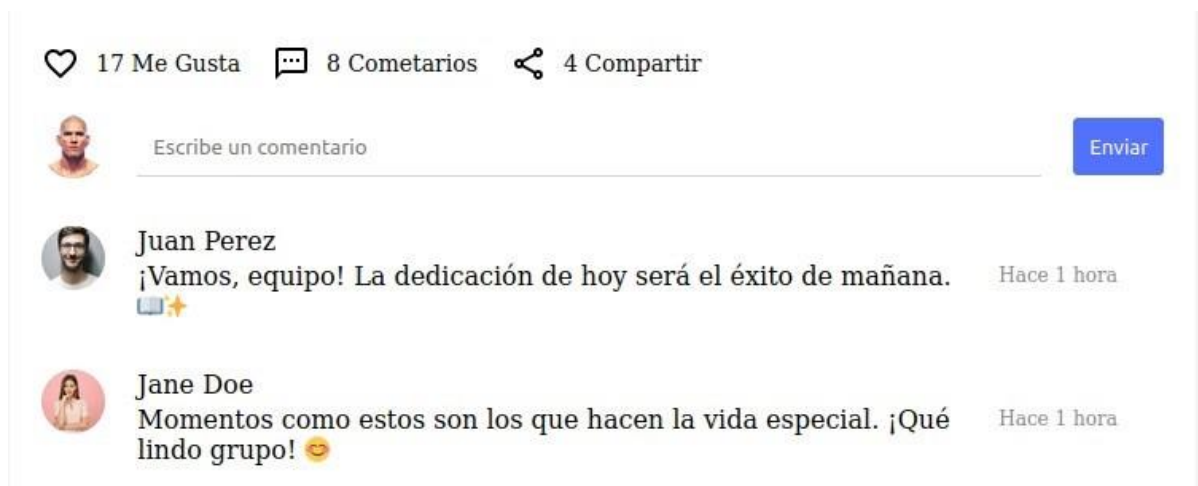 17 Me Gusta 8 Cometarios 4 Compartir
Escribe un comentario Enviar
Juan Perez
¡Vamos, equipo! La dedicación de hoy será el éxito de mañana. Hace 1 hora
📖✨
Jane Doe
Momentos como estos son los que hacen la vida especial. ¡Qué Hace 1 hora
lindo grupo! 😊